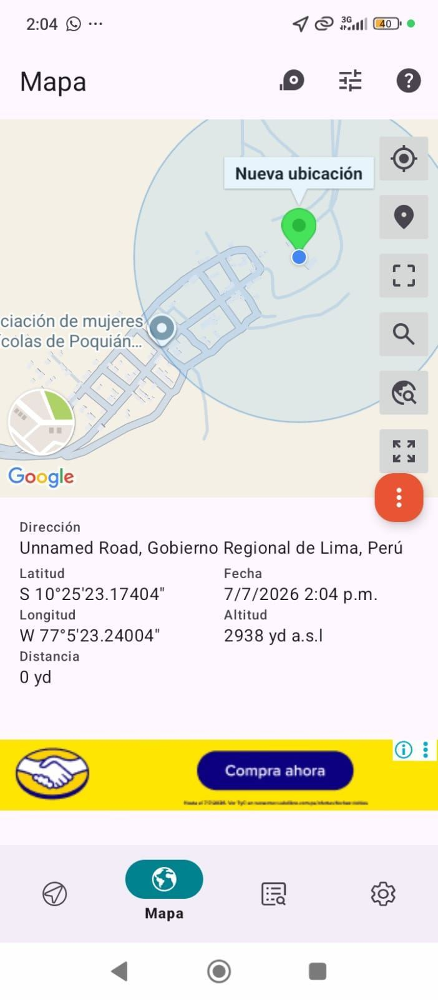 2:04
3G
40
Mapa
Nueva ubicación
ciación de mujeres
colas de Poquián...
Google
Dirección
Unnamed Road, Gobierno Regional de Lima, Perú
Latitud
Fecha
S 10°25'23.17404"
7/7/2026 2:04 p.m.
Longitud
Altitud
W 77°5'23.24004"
2938 yd a.s.l
Distancia
0 yd
Compra ahora
Mapa